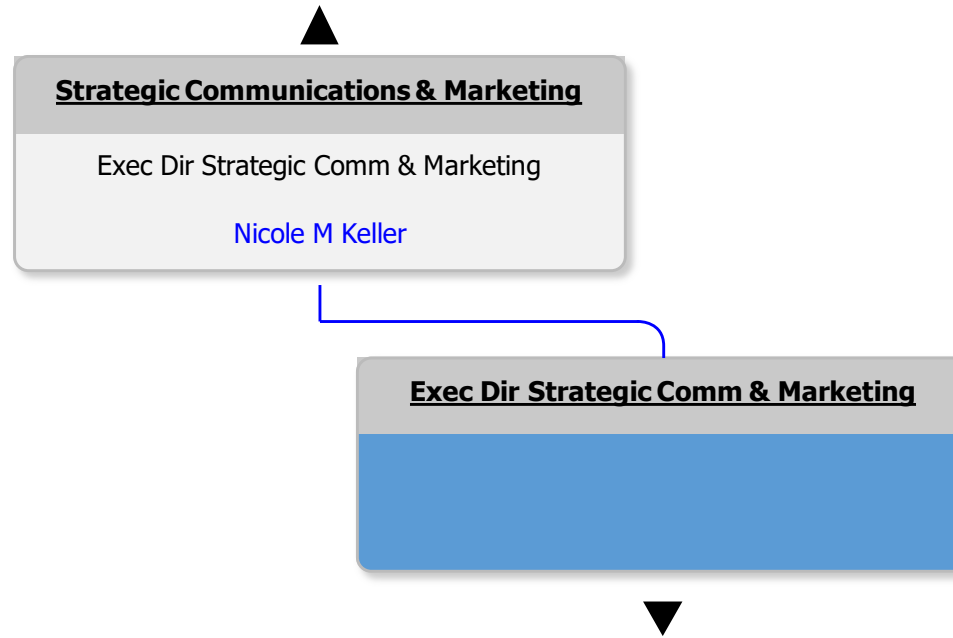 Strategic Communications & Marketing
Exec Dir Strategic Comm & Marketing
Nicole M Keller
Exec Dir Strategic Comm & Marketing